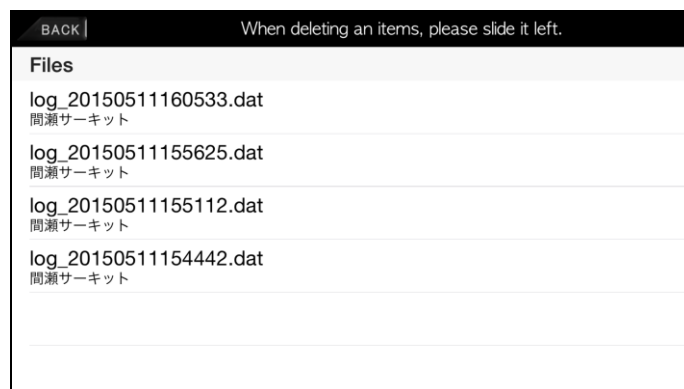 BACK
When deleting an items, please slide it left.
Files
log_20150511160533.dat
間瀬サーキット
log_20150511155625.dat
間瀬サーキット
log_20150511155112.dat
間瀬サーキット
log_20150511154442.dat
間瀬サーキット